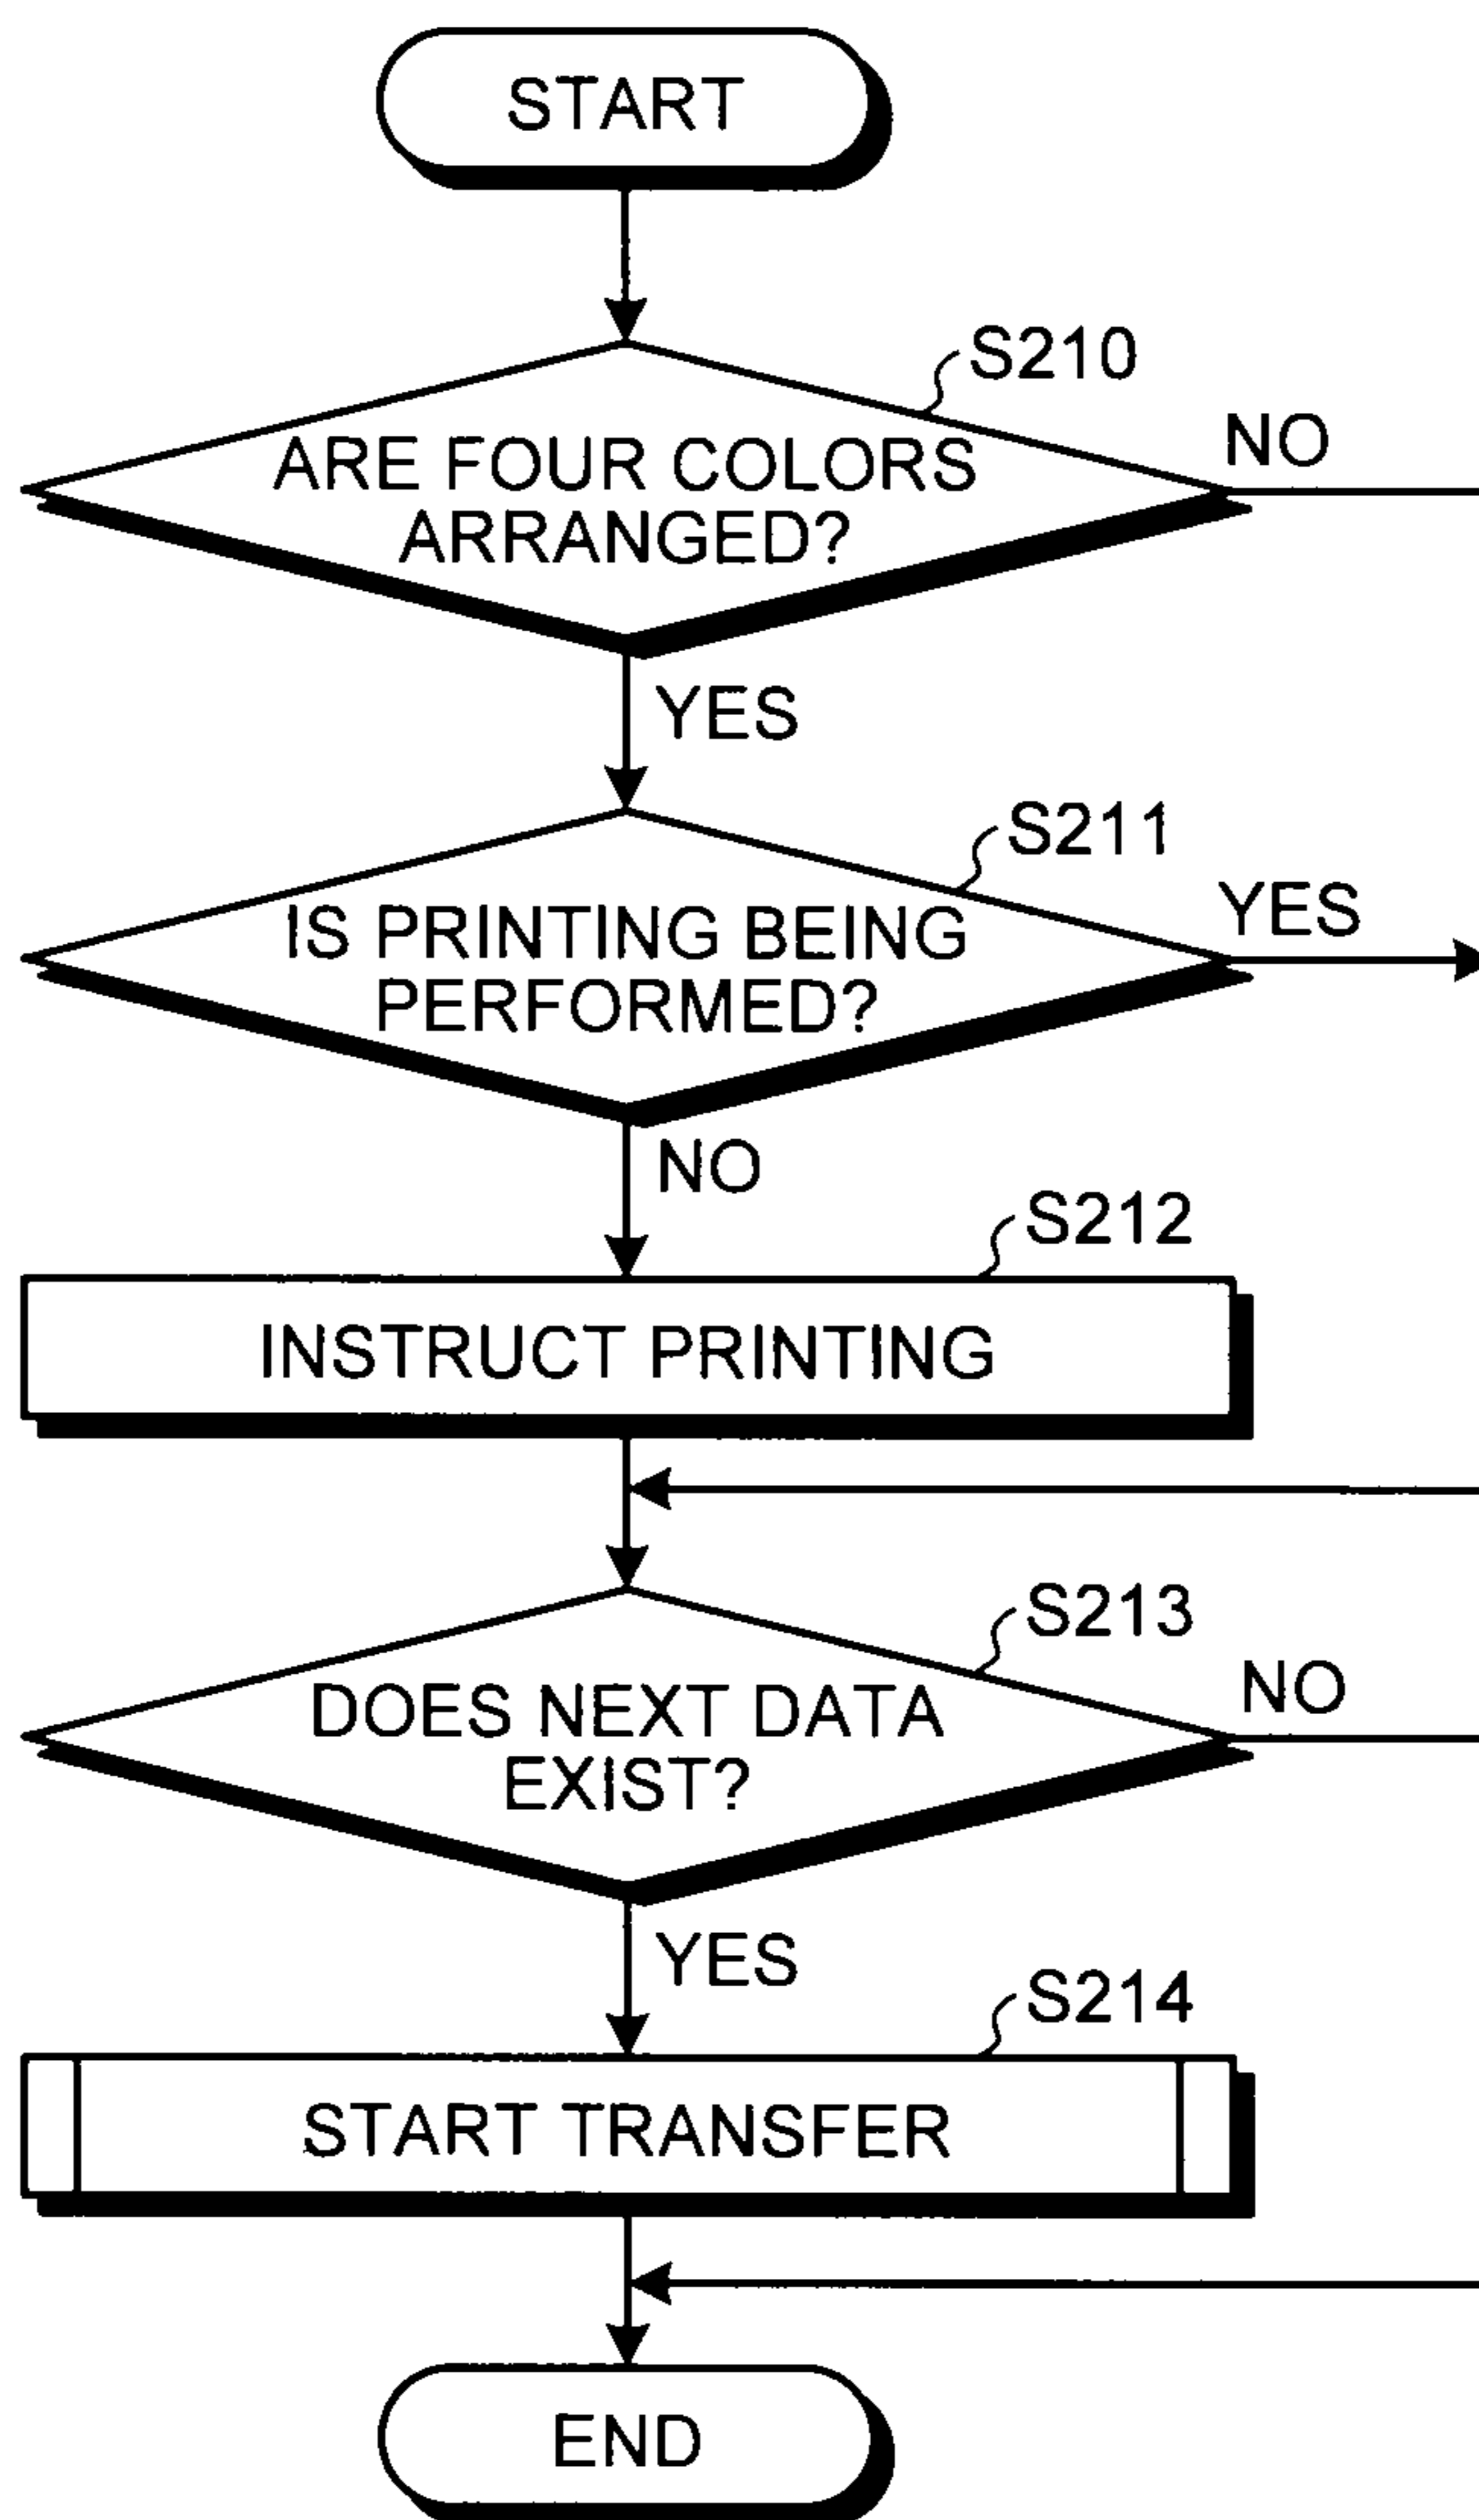 START
S210
NO
ARE FOUR COLORS
ARRANGED?
YES
S211
YES
IS PRINTING BEING
PERFORMED?
NO
S212
INSTRUCT PRINTING
S213
NO
DOES NEXT DATA
EXIST?
YES
S214
START TRANSFER
END